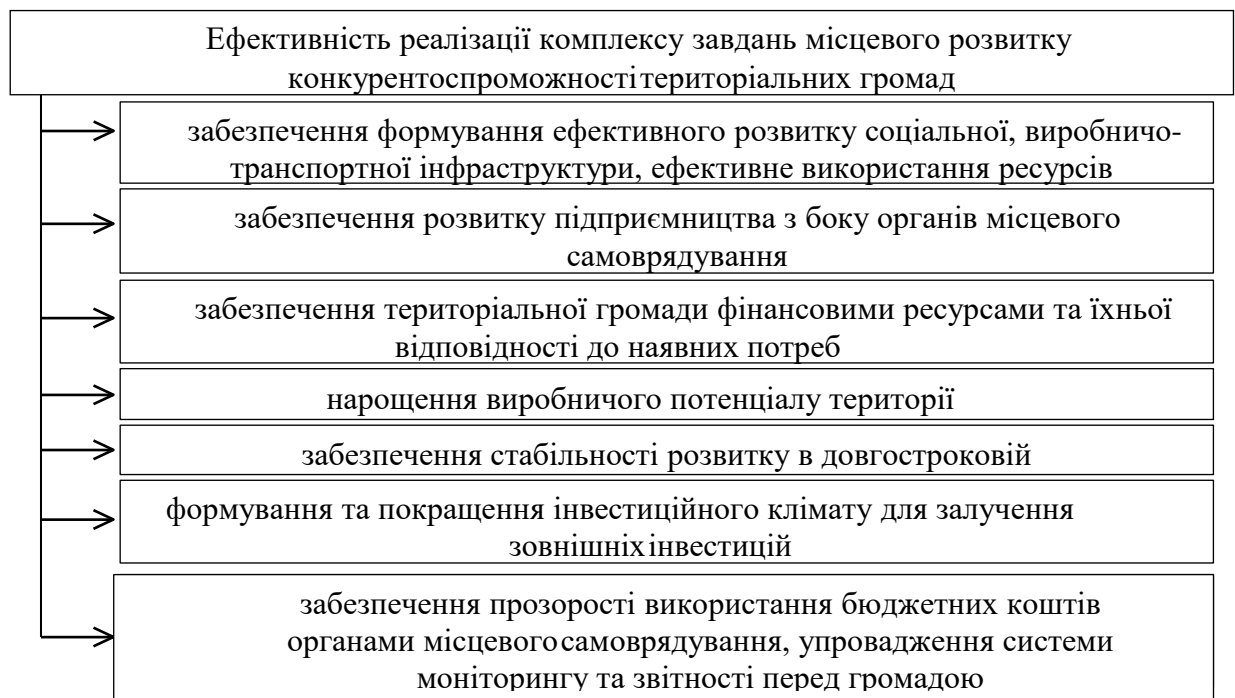 Ефективність реалізації комплексу завдань місцевого розвитку
конкурентоспроможності територіальних громад
забезпечення формування ефективного розвитку соціальної, виробничо-
транспортної інфраструктури, ефективне використання ресурсів
забезпечення розвитку підприємництва з боку органів місцевого
самоврядування
забезпечення територіальної громади фінансовими ресурсами та їхньої
відповідності до наявних потреб
нарощення виробничого потенціалу території
забезпечення стабільності розвитку в довгостроковій
формування та покращення інвестиційного клімату для залучення
зовнішніх інвестицій
забезпечення прозорості використання бюджетних коштів
органами місцевого самоврядування, упровадження системи
моніторингу та звітності перед громадою